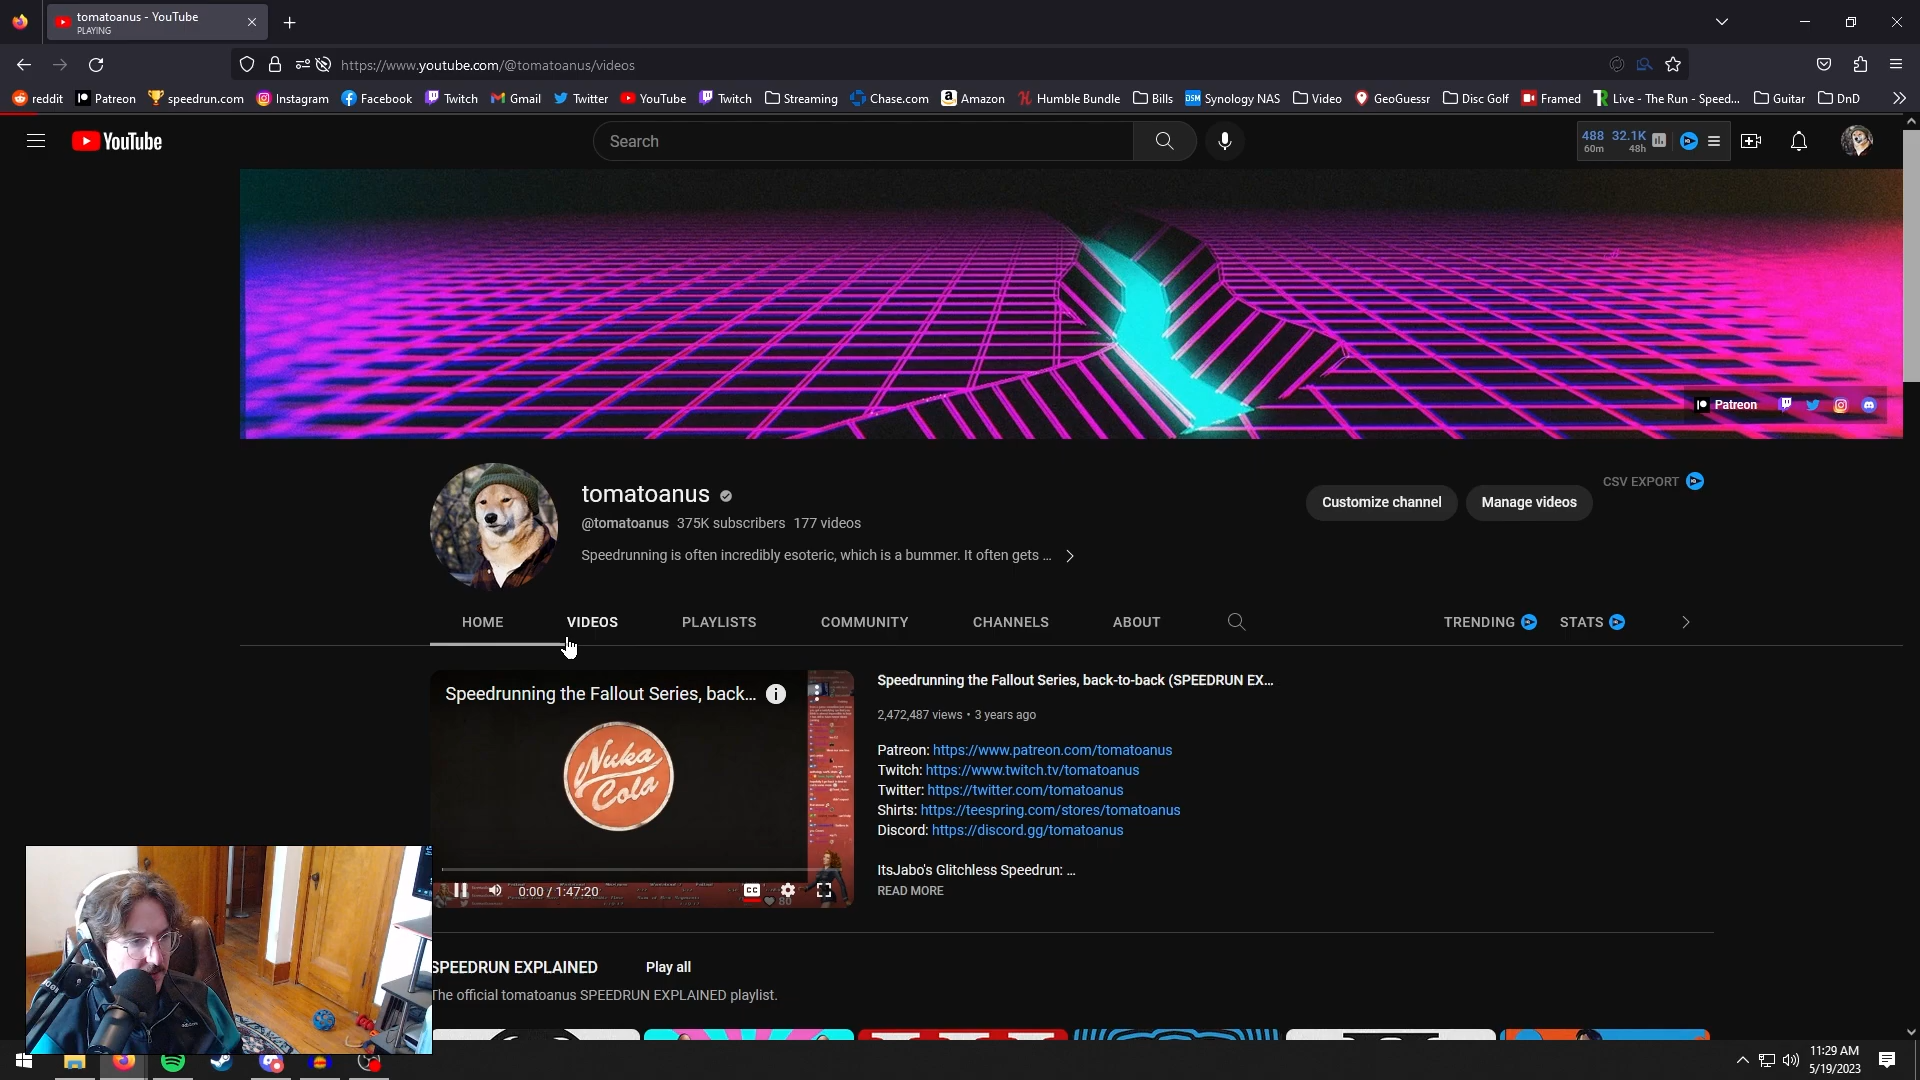 tomatoanus - YouTube
PLAYING
https://www.youtube.com/@tomatoanus/videos
reddit
Patreon
speedrun.com
Instagram
Facebook
Twitch
Gmail
Twitter
YouTube
Twitch
Streaming
Chase.com
Amazon
Humble Bundle
Bills
DSM Synology NAS
Video
GeoGuessr
Disc Golf
Framed
Live - The Run - Speed...
Guitar
DnD
YouTube
Search
488 32.1K
60m 48h
Patreon
tomatoanus
@tomatoanus 375K subscribers 177 videos
Speedrunning is often incredibly esoteric, which is a bummer. It often gets ...
Customize channel
Manage videos
CSV EXPORT
HOME
VIDEOS
PLAYLISTS
COMMUNITY
CHANNELS
ABOUT
TRENDING
STATS
Speedrunning the Fallout Series, back...
Nuka
Cola
0:00 / 1:47:20
CC
80
Speedrunning the Fallout Series, back-to-back (SPEEDRUN EX...
2,472,487 views • 3 years ago
Patreon: https://www.patreon.com/tomatoanus
Twitch: https://www.twitch.tv/tomatoanus
Twitter: https://twitter.com/tomatoanus
Shirts: https://teespring.com/stores/tomatoanus
Discord: https://discord.gg/tomatoanus
ItsJabo's Glitchless Speedrun: ...
READ MORE
SPEEDRUN EXPLAINED
Play all
The official tomatoanus SPEEDRUN EXPLAINED playlist.
11:29 AM
5/19/2023